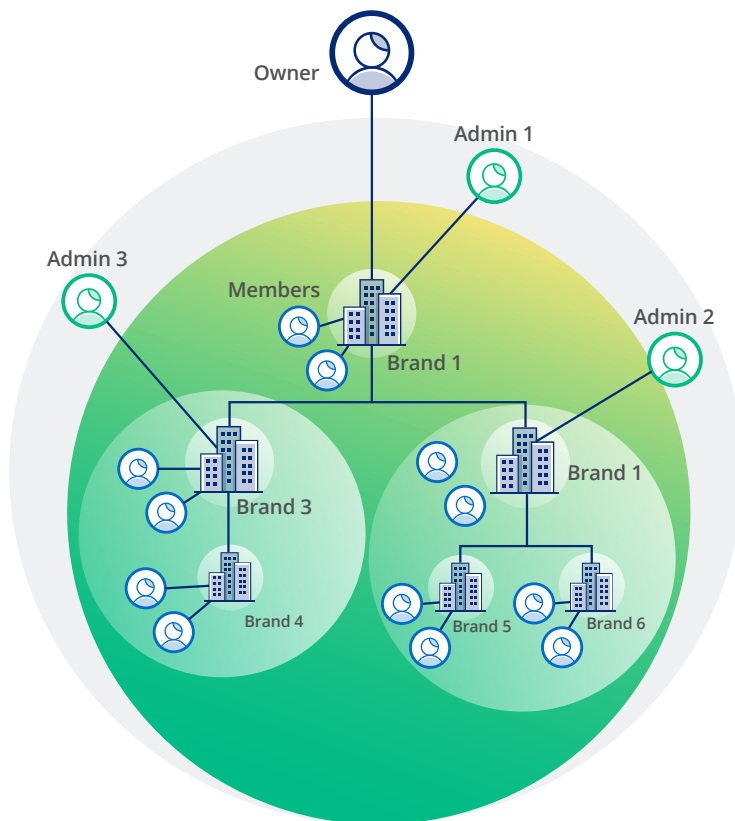 Owner
Admin 1
Admin 3
Members
Admin 2
Brand 1
Brand 3
Brand 1
Brand 4
Brand 5
Brand 6